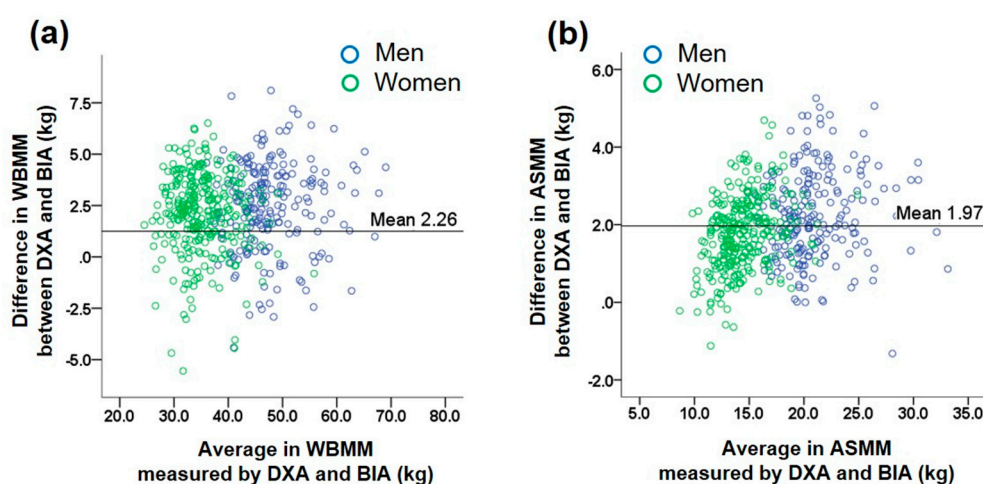 (a)
Men
Women
Difference in WBMM
between DXA and BIA (kg)
7.5
5.0
2.5
.0
-2.5
-5.0
Mean 2.26
20.0 30.0 40.0 50.0 60.0 70.0 80.0
Average in WBMM
measured by DXA and BIA (kg)
(b)
Men
Women
Difference in ASMM
between DXA and BIA (kg)
6.0
4.0
2.0
.0
-2.0
Mean 1.97
5.0 10.0 15.0 20.0 25.0 30.0 35.0
Average in ASMM
measured by DXA and BIA (kg)